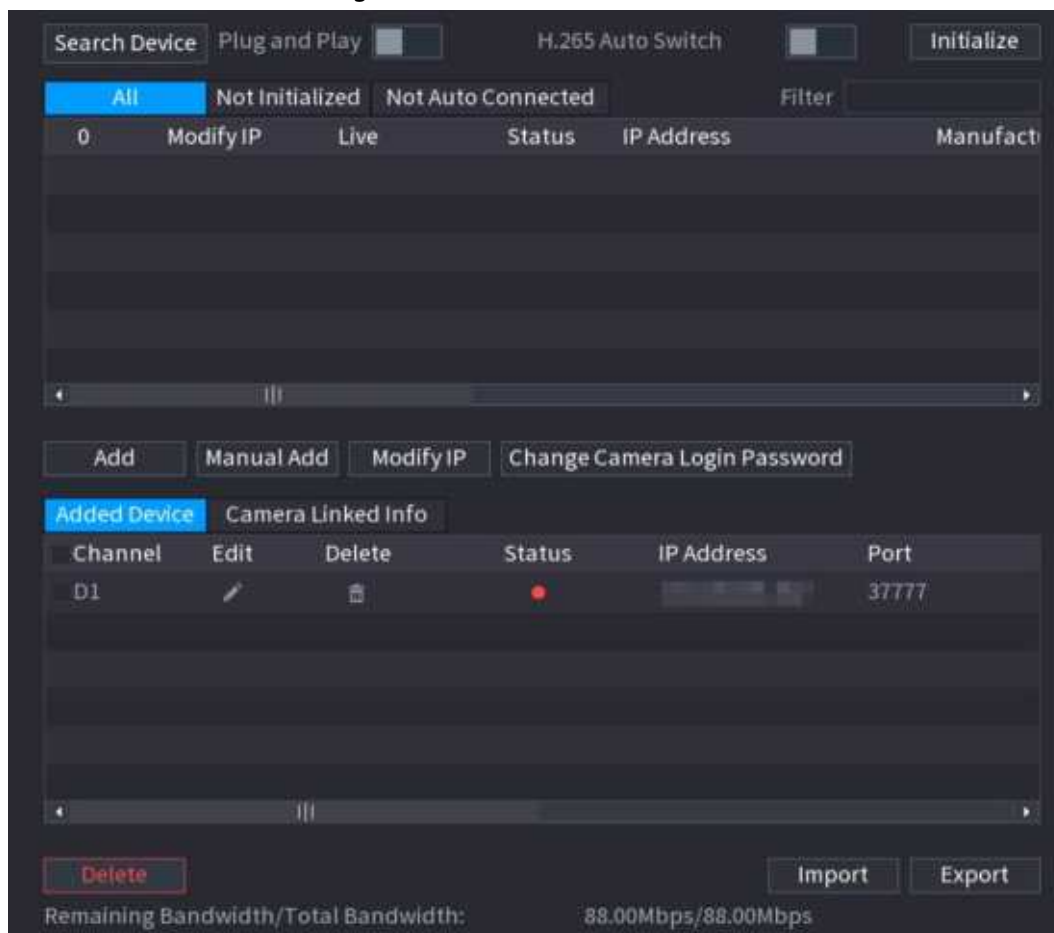 Search Device Plug and Play H.265 Auto Switch Initialize
All Not Initialized Not Auto Connected Filter
0 Modify IP Live Status IP Address Manufact
Add Manual Add Modify IP Change Camera Login Password
Added Device Camera Linked Info
Channel Edit Delete Status IP Address Port
D1 37777
Delete Import Export
Remaining Bandwidth/Total Bandwidth: 88.00Mbps/88.00Mbps